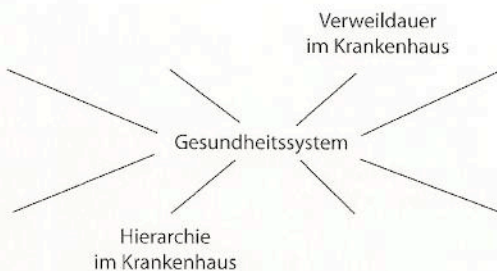 Verweildauer
im Krankenhaus
Gesundheitssystem
Hierarchie
im Krankenhaus